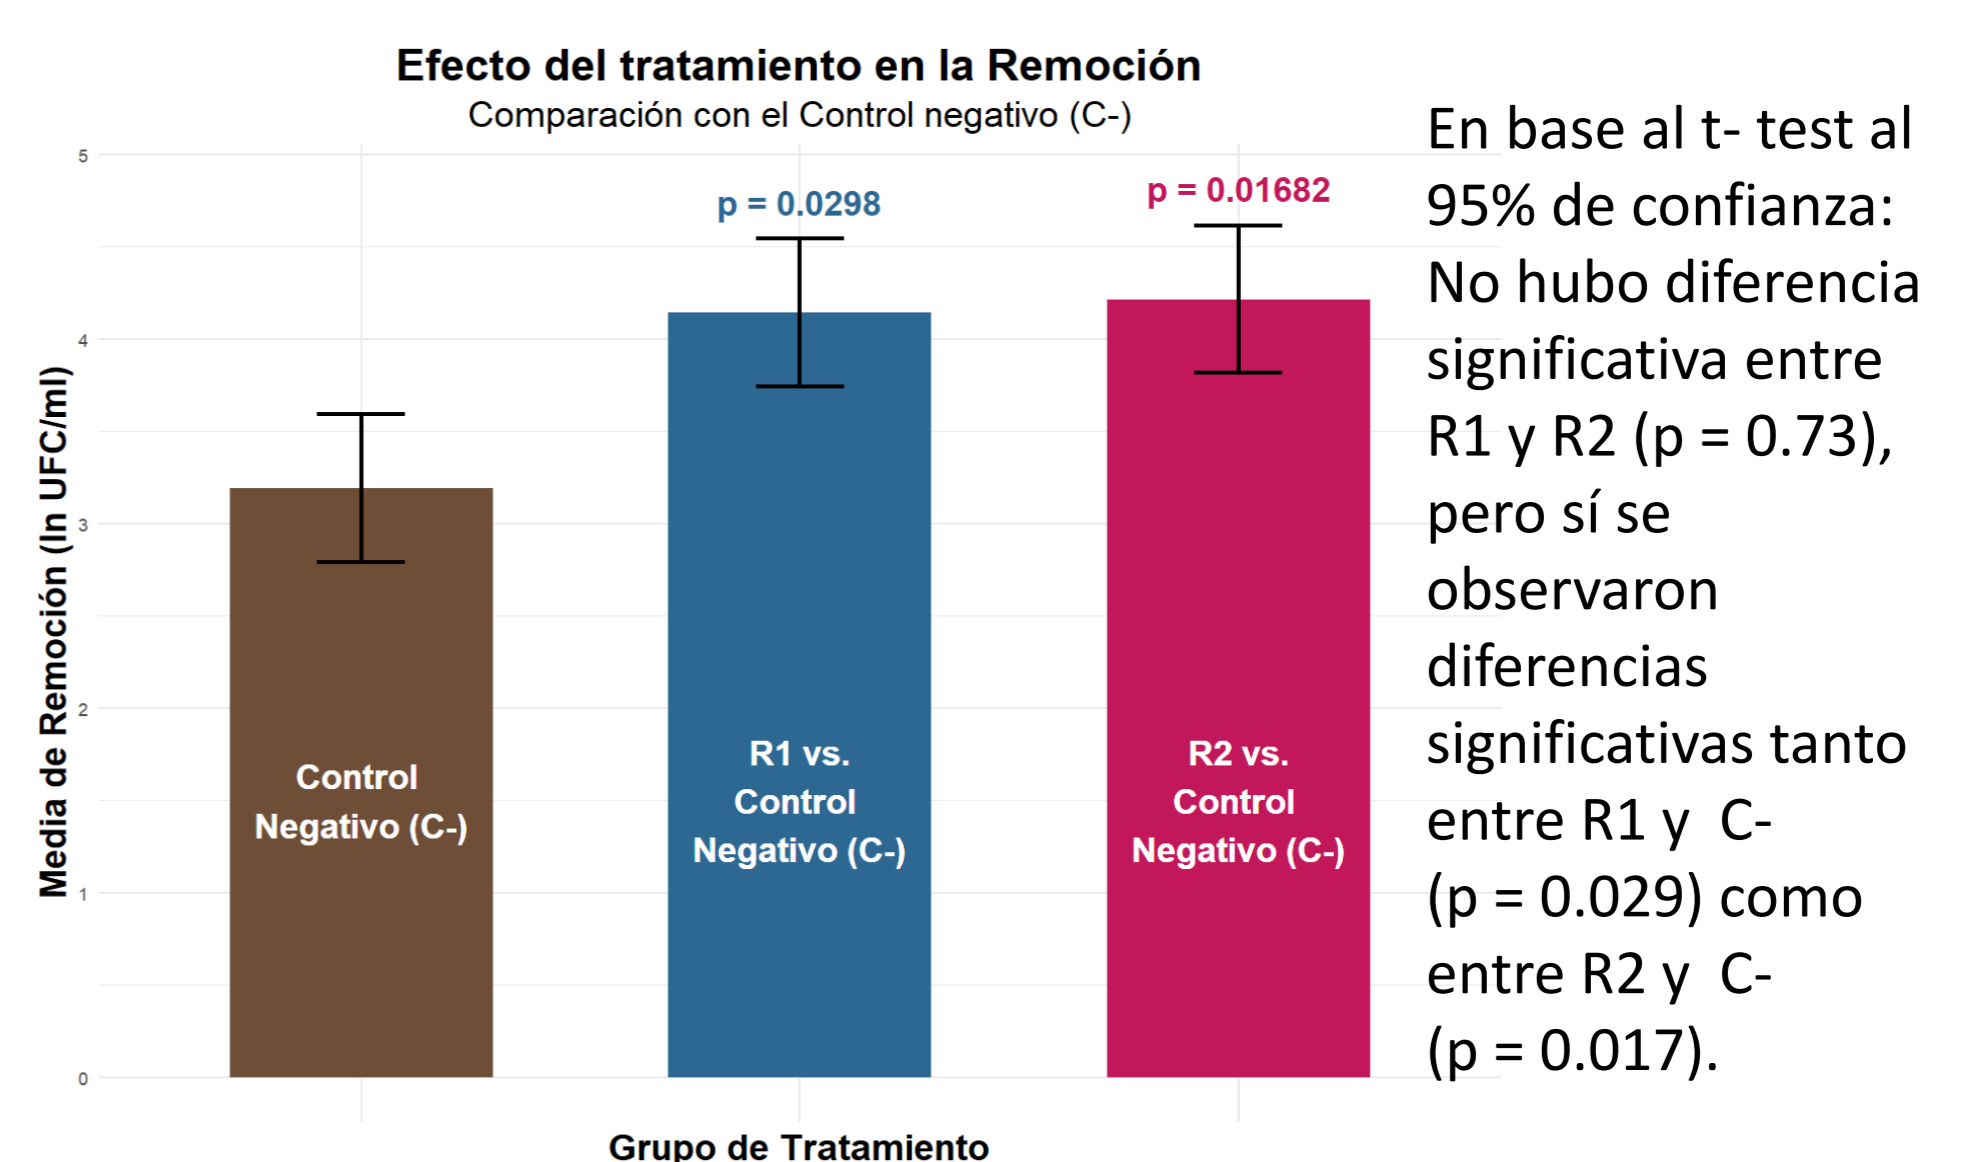 Efecto del tratamiento en la Remoción
Comparación con el Control negativo (C-)
Media de Remoción (ln UFC/ml)
5
4
3
2
1
0
p = 0.0298
p = 0.01682
Control
Negativo (C-)
R1 vs.
Control
Negativo (C-)
R2 vs.
Control
Negativo (C-)
Grupo de Tratamiento
En base al t- test al
95% de confianza:
No hubo diferencia
significativa entre
R1 y R2 (p = 0.73),
pero sí se
observaron
diferencias
significativas tanto
entre R1 y  C-
(p = 0.029) como
entre R2 y  C-
(p = 0.017).